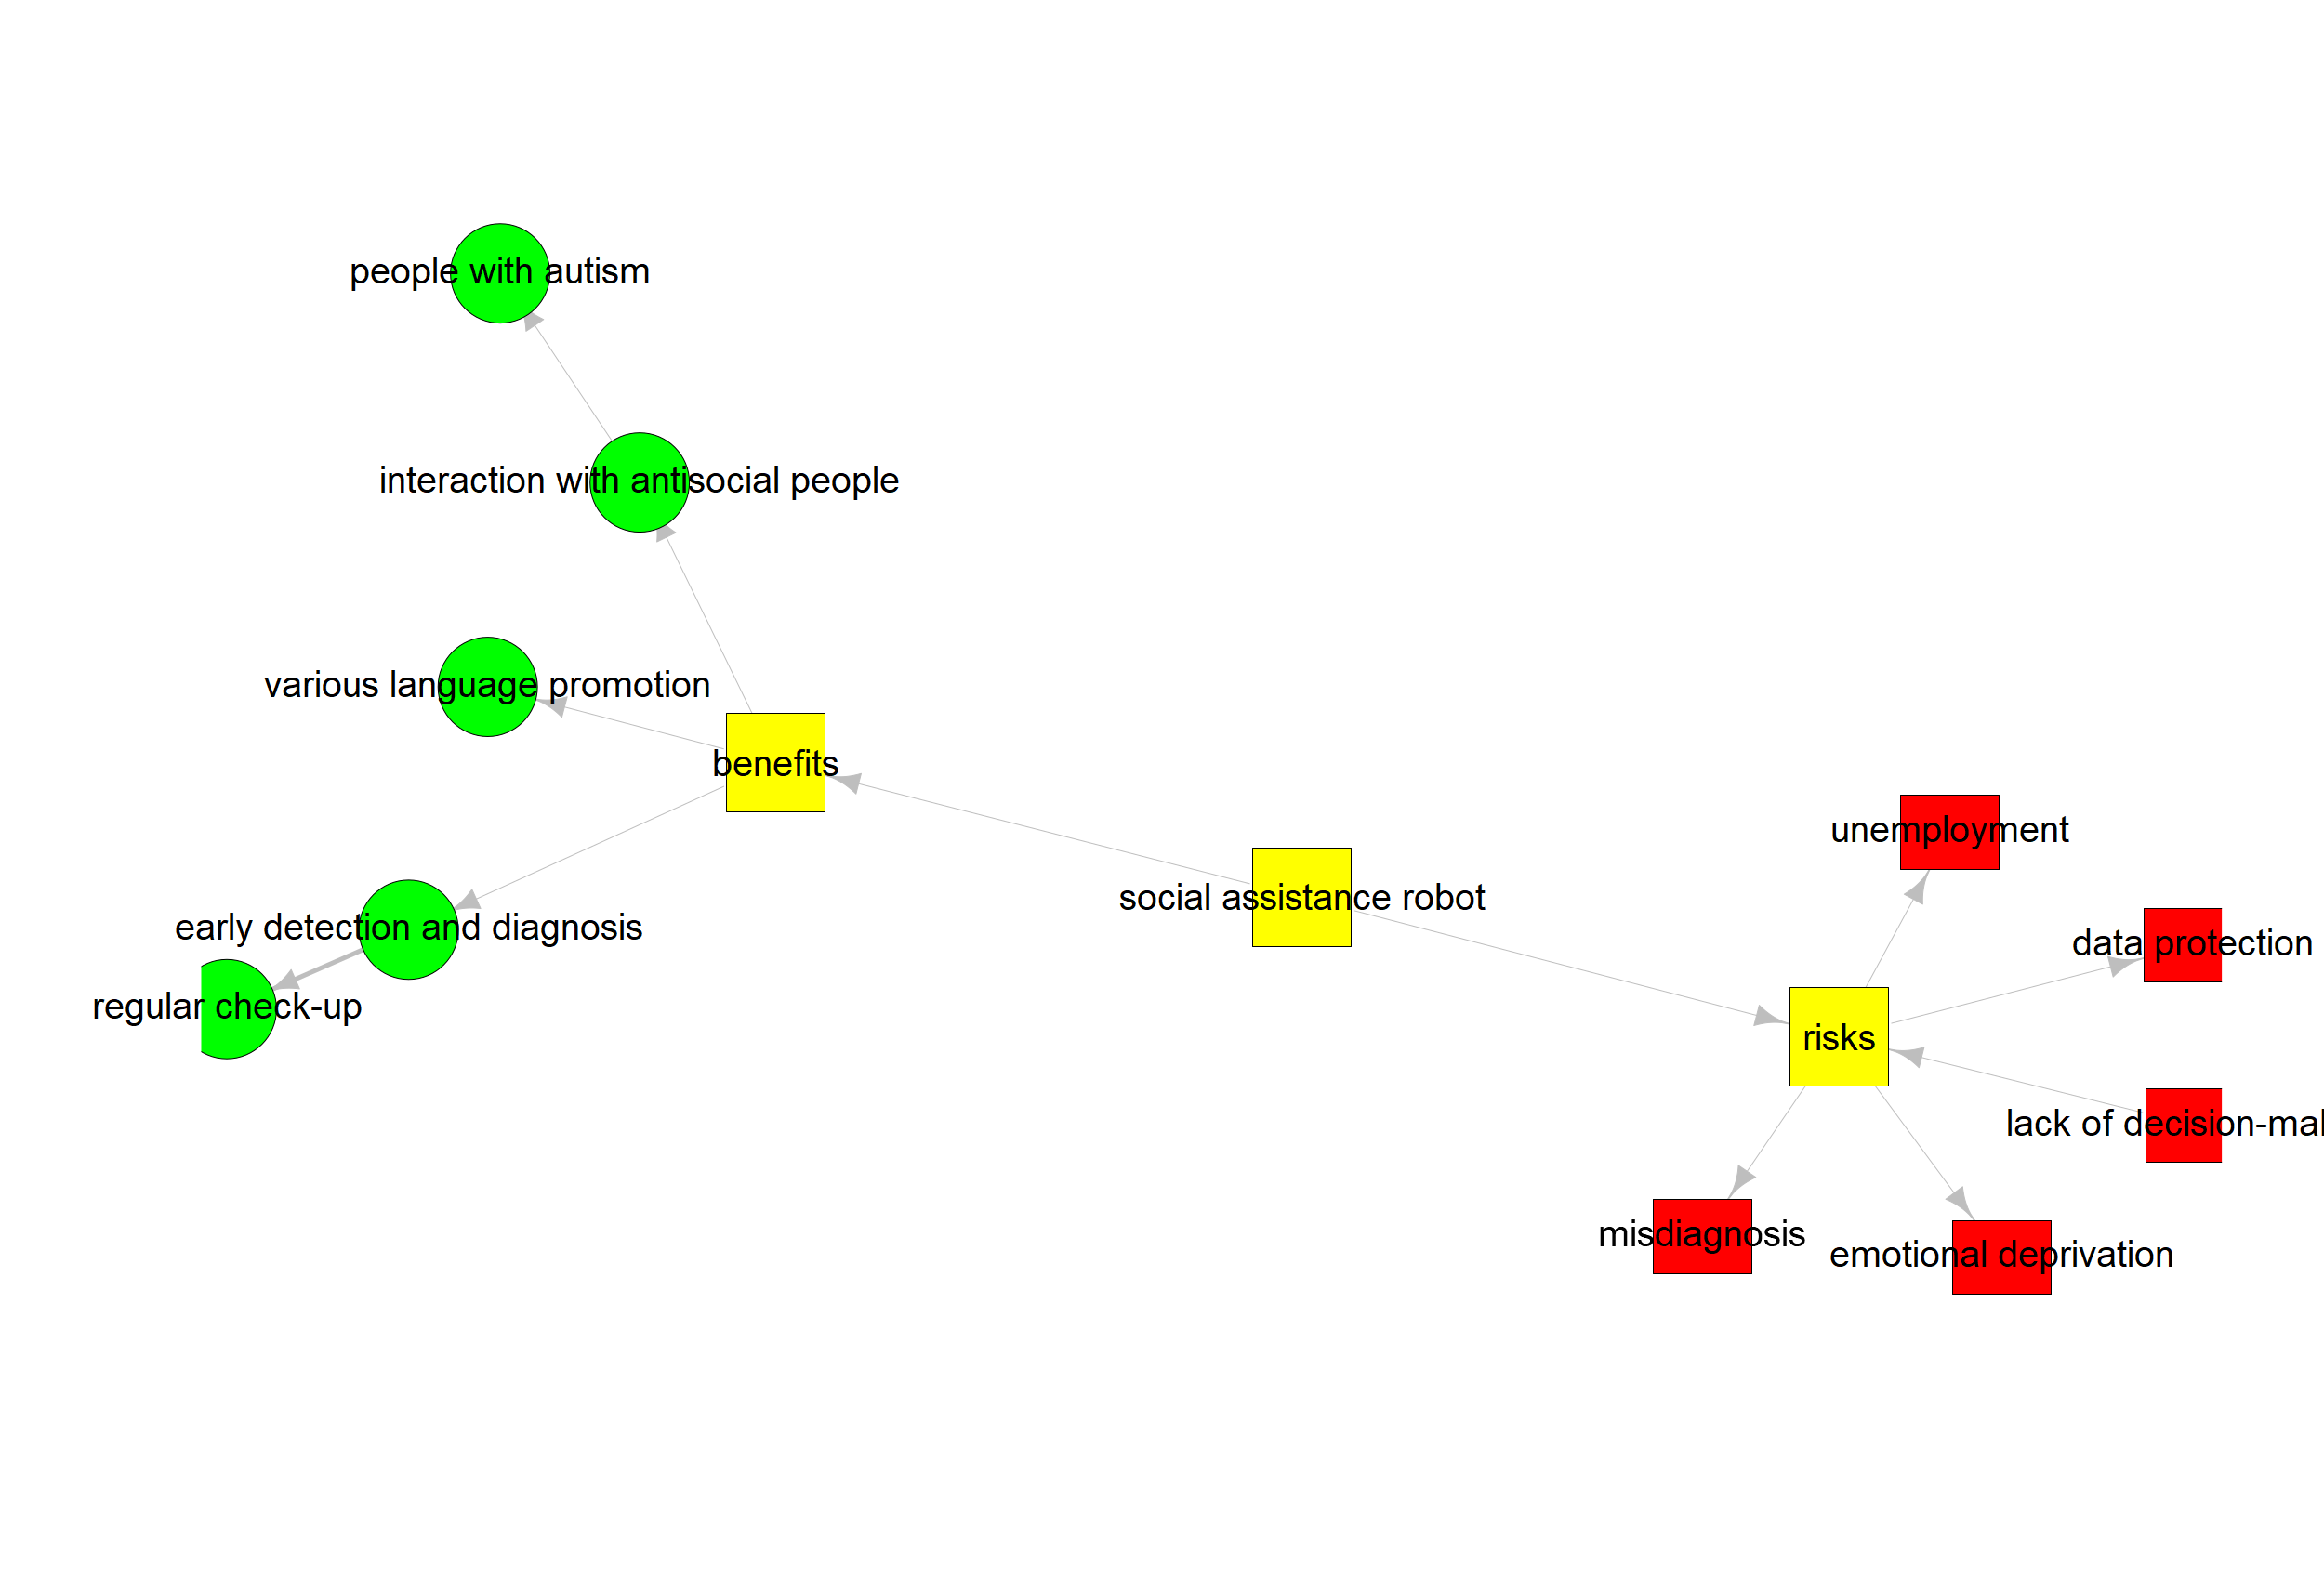 people with autism
interaction with antisocial people
various language promotion
benefits
unemployment
social assistance robot
early detection and diagnosis
data protection
regular check-up
risks
lack of decision-mal
misdiagnosis
emotional deprivation